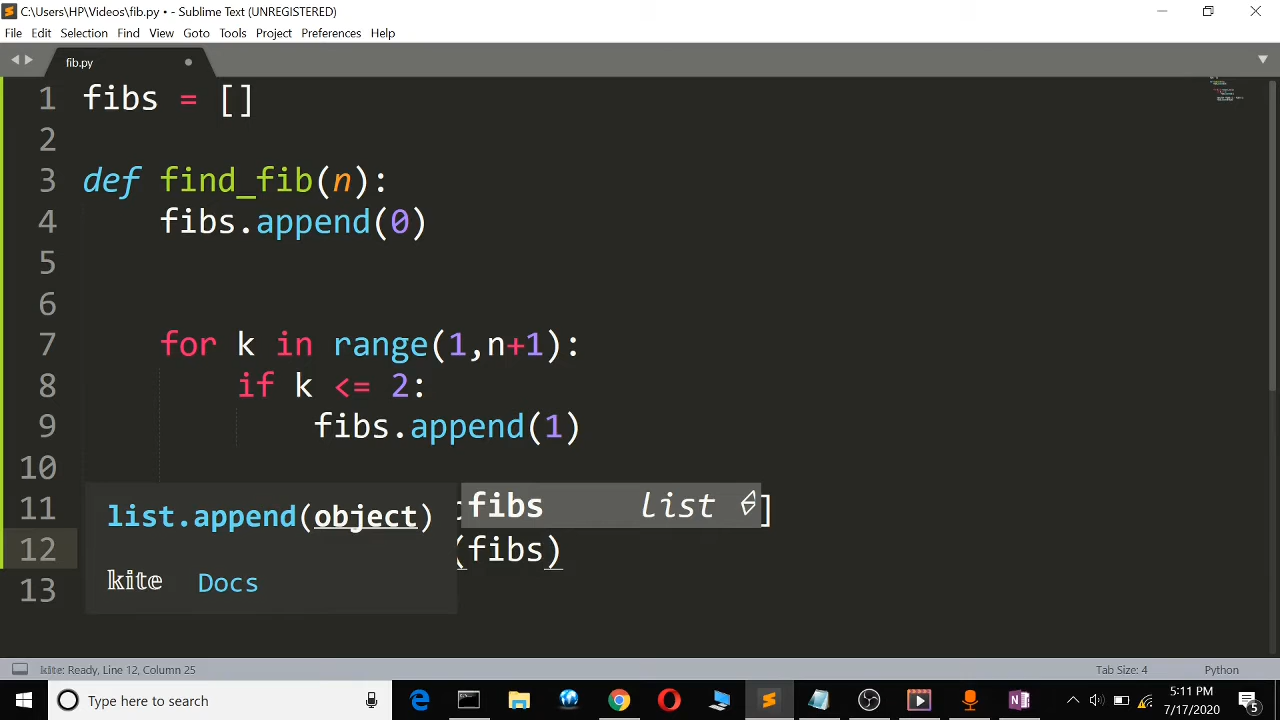 C:\Users\HP\Videos\fib.py • - Sublime Text (UNREGISTERED)
File Edit Selection Find View Goto Tools Project Preferences Help
fib.py
1 fibs = []
2
3 def find_fib(n):
4 fibs.append(0)
5
6
7 for k in range(1,n+1):
8 if k <= 2:
9 fibs.append(1)
10
11 ]
fibs list
list.append(object)
12 (fibs)
kite Docs
13
kite: Ready, Line 12, Column 25
Tab Size: 4
Python
Type here to search
5:11 PM
7/17/2020
5